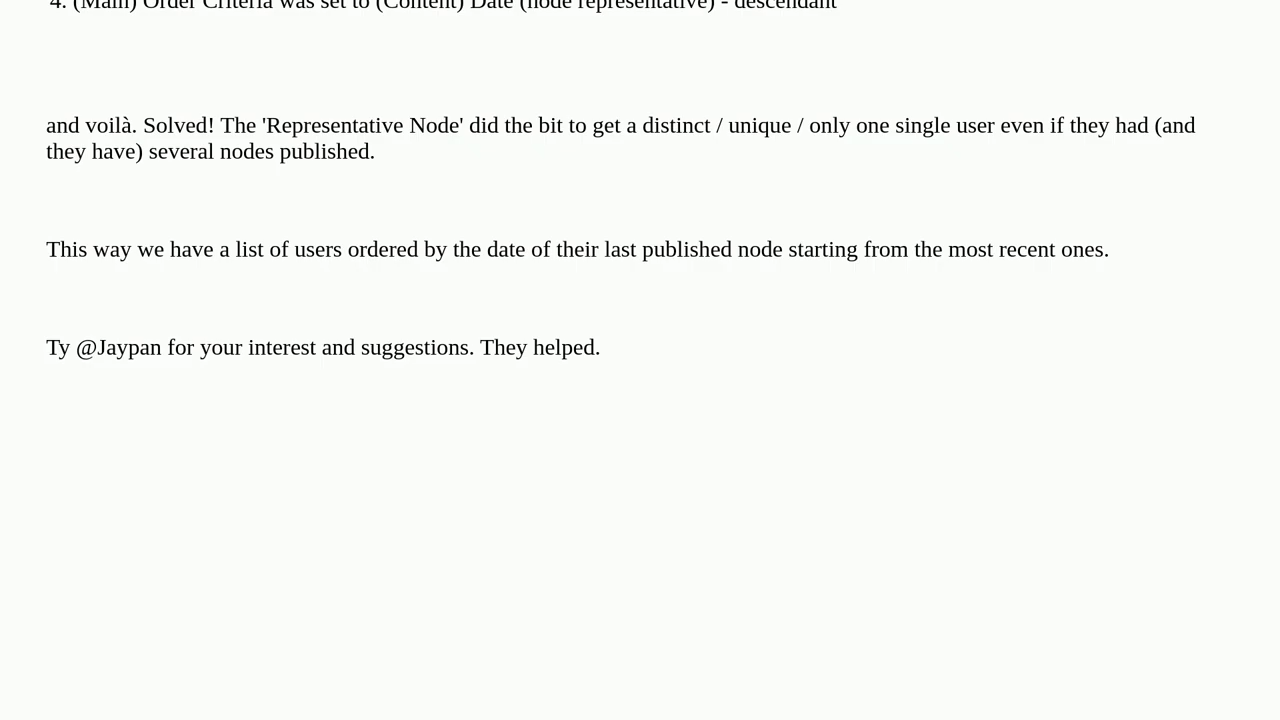 4. (Main) Order Criteria was set to (Content) Date (node representative) - descendant
and voilà. Solved! The 'Representative Node' did the bit to get a distinct / unique / only one single user even if they had (and
they have) several nodes published.
This way we have a list of users ordered by the date of their last published node starting from the most recent ones.
Ty @Jaypan for your interest and suggestions. They helped.